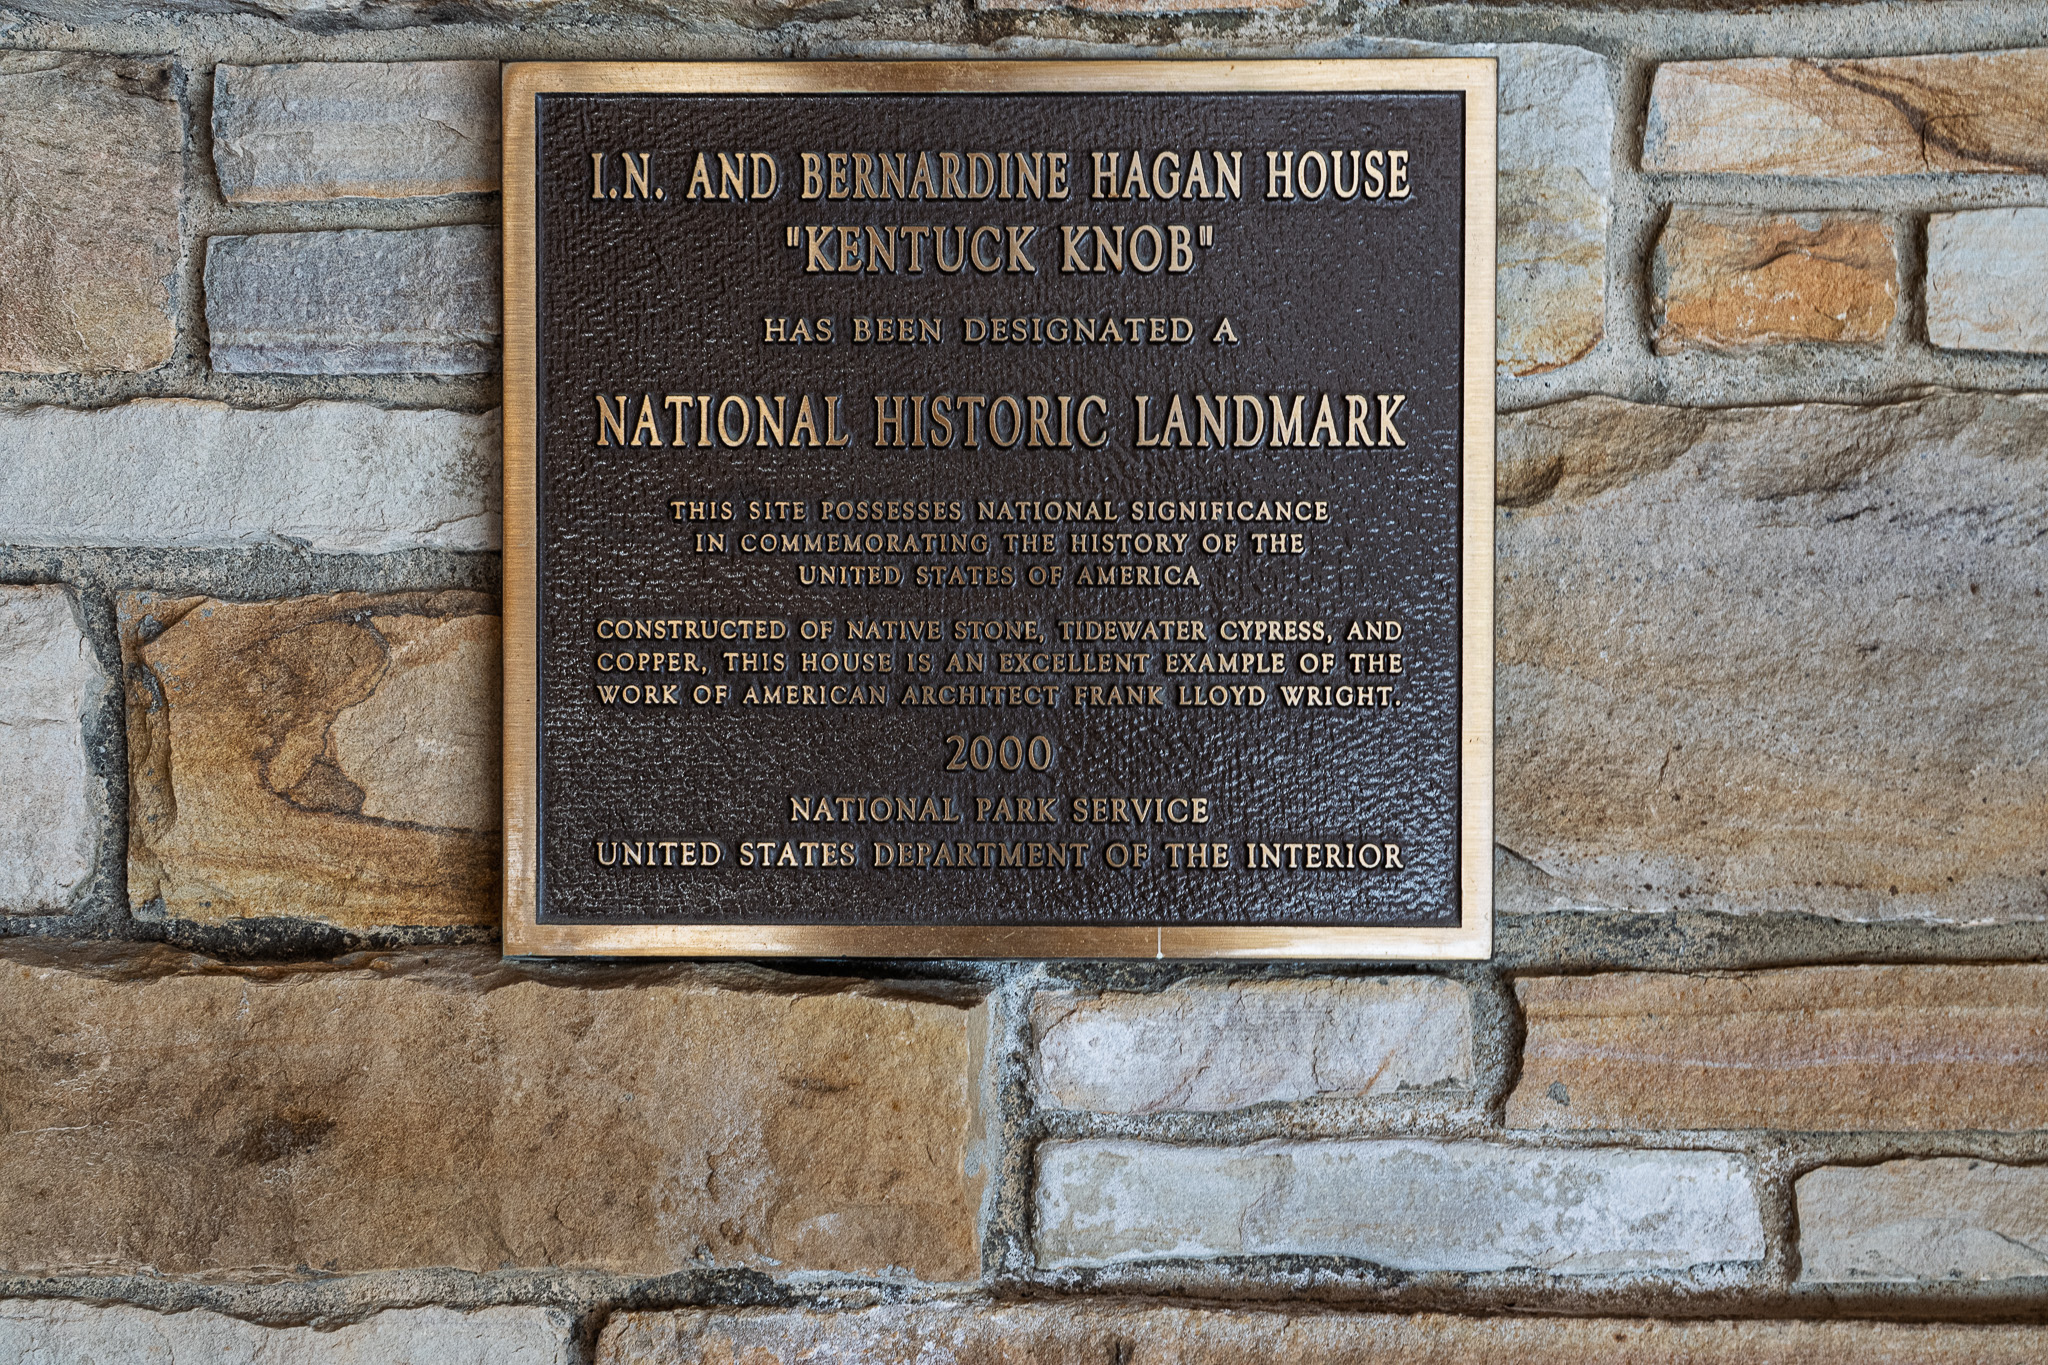 I.N. AND BERNARDINE HAGAN HOUSE
"KENTUCK KNOB"
HAS BEEN DESIGNATED A
NATIONAL HISTORIC LANDMARK
THIS SITE POSSESSES NATIONAL SIGNIFICANCE
IN COMMEMORATING THE HISTORY OF THE
UNITED STATES OF AMERICA
CONSTRUCTED OF NATIVE STONE, TIDEWATER CYPRESS, AND
COPPER, THIS HOUSE IS AN EXCELLENT EXAMPLE OF THE
WORK OF AMERICAN ARCHITECT FRANK LLOYD WRIGHT.
2000
NATIONAL PARK SERVICE
UNITED STATES DEPARTMENT OF THE INTERIOR